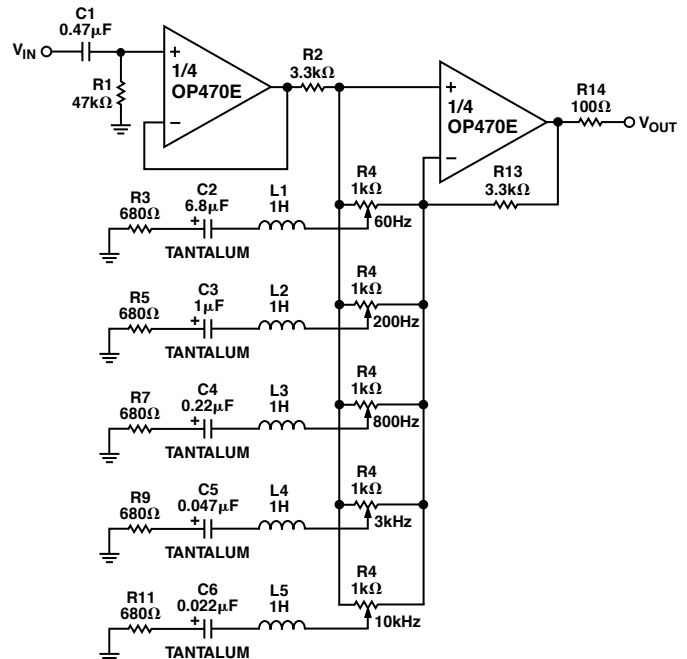 C1
0.47µF
VIN
R1
47kΩ
+
1/4
OP470E
–
R2
3.3kΩ
+
1/4
OP470E
–
R14
100Ω
VOUT
R13
3.3kΩ
R3
680Ω
C2
6.8µF
+
TANTALUM
L1
1H
R4
1kΩ
60Hz
R5
680Ω
C3
1µF
+
TANTALUM
L2
1H
R4
1kΩ
200Hz
R7
680Ω
C4
0.22µF
+
TANTALUM
L3
1H
R4
1kΩ
800Hz
R9
680Ω
C5
0.047µF
+
TANTALUM
L4
1H
R4
1kΩ
3kHz
R11
680Ω
C6
0.022µF
+
TANTALUM
L5
1H
R4
1kΩ
10kHz